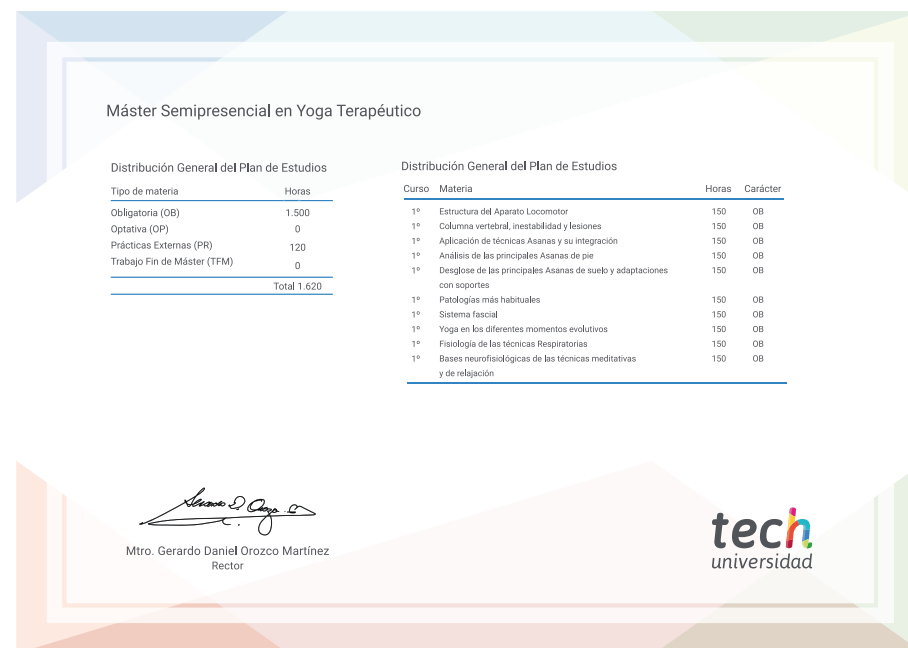 Máster Semipresencial en Yoga Terapéutico
Distribución General del Plan de Estudios
Tipo de materia Horas
Obligatoria (OB) 1.500
Optativa (OP) 0
Prácticas Externas (PR) 120
Trabajo Fin de Máster (TFM) 0
Total 1.620
Distribución General del Plan de Estudios
Curso Materia Horas Carácter
1º Estructura del Aparato Locomotor 150 OB
1º Columna vertebral, inestabilidad y lesiones 150 OB
1º Aplicación de técnicas Asanas y su integración 150 OB
1º Análisis de las principales Asanas de pie 150 OB
1º Desglose de las principales Asanas de suelo y adaptaciones 150 OB
con soportes
1º Patologías más habituales 150 OB
1º Sistema fascial 150 OB
1º Yoga en los diferentes momentos evolutivos 150 OB
1º Fisiología de las técnicas Respiratorias 150 OB
1º Bases neurofisiológicas de las técnicas meditativas 150 OB
y de relajación
Mtro. Gerardo Daniel Orozco Martínez
Rector
tech
universidad